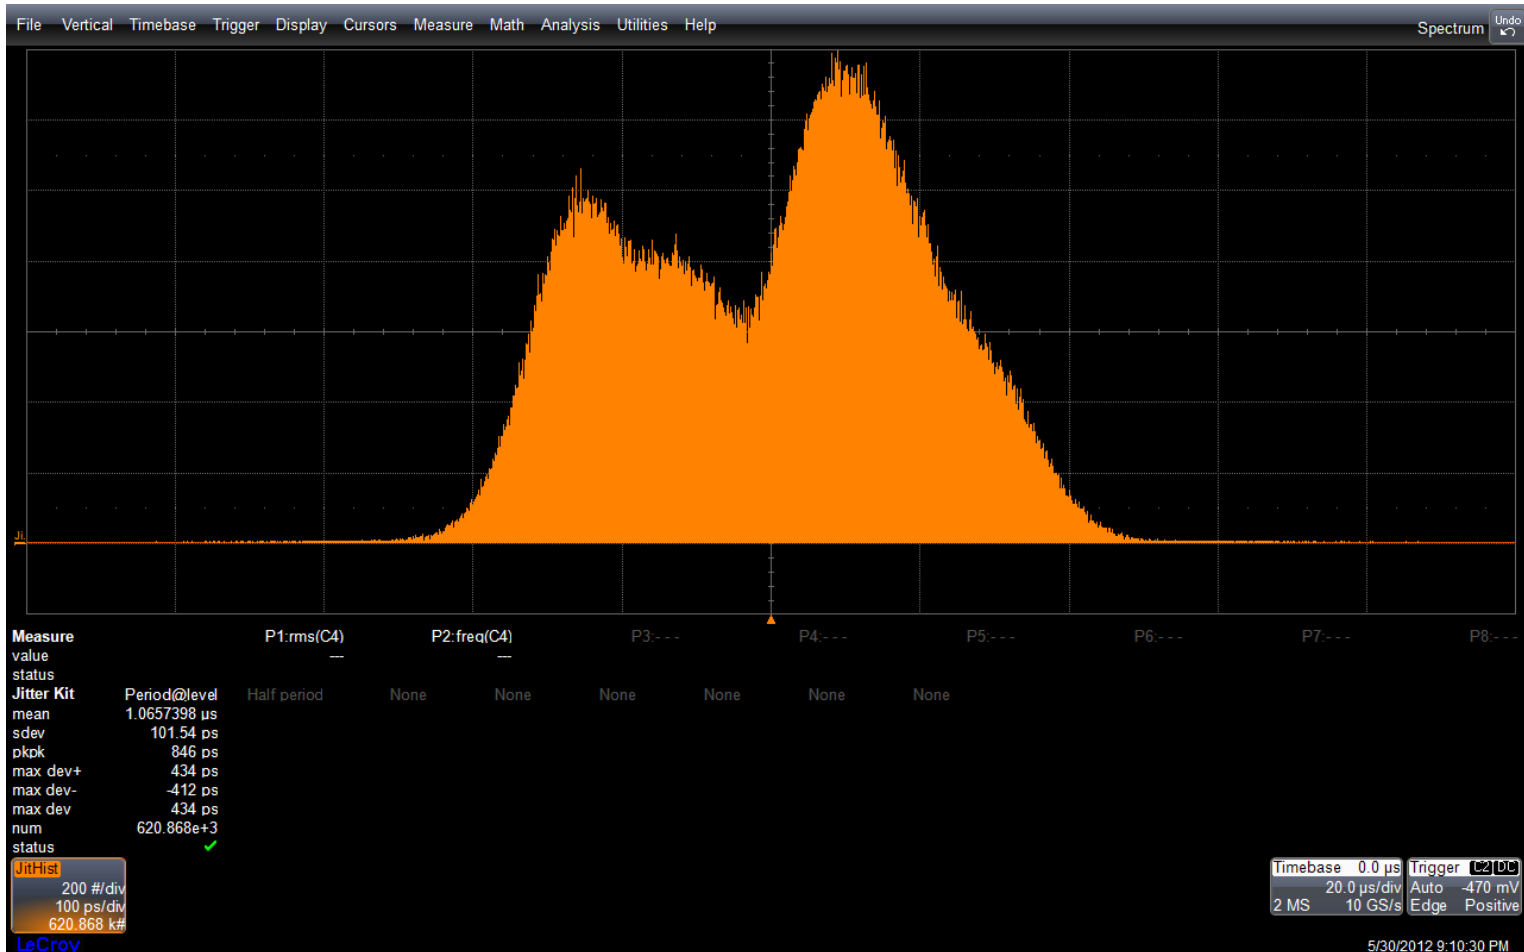 File Vertical Timebase Trigger Display Cursors Measure Math Analysis Utilities Help Spectrum Undo
Ji.
Measure P1:rms(C4) P2:freq(C4) P3:- - - P4:- - - P5:- - - P6:- - - P7:- - - P8:- - -
value --- ---
status
Jitter Kit Period@level Half period None None None None None None
mean 1.0657398 µs
sdev 101.54 ps
pkpk 846 ps
max dev+ 434 ps
max dev- -412 ps
max dev 434 ps
num 620.868e+3
status
JitHist
200 #/div
100 ps/div
620.868 k#
Timebase 0.0 µs Trigger C2 DC
20.0 µs/div Auto -470 mV
2 MS 10 GS/s Edge Positive
LeCroy
5/30/2012 9:10:30 PM